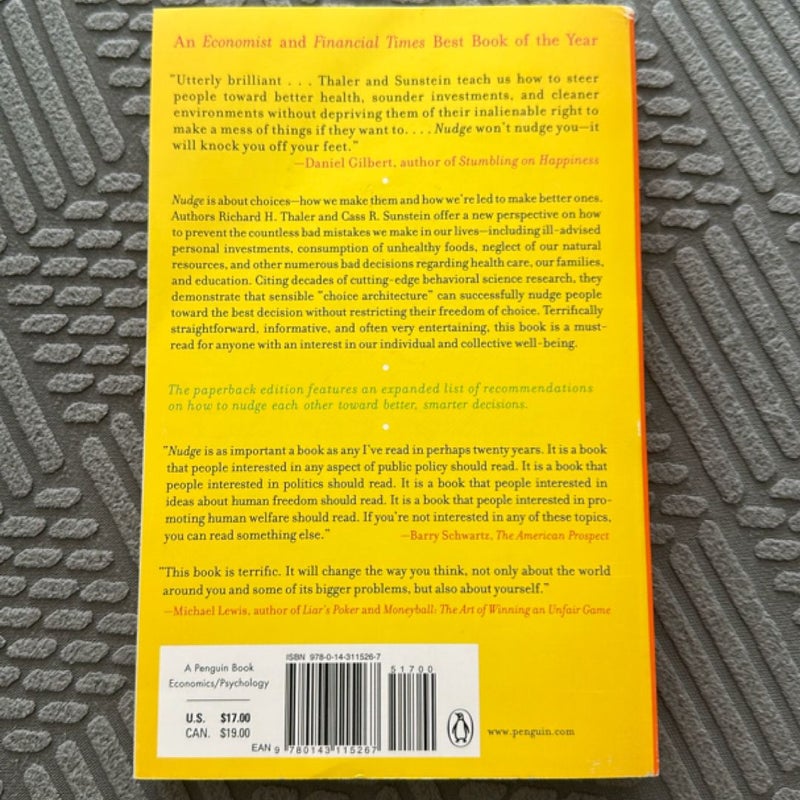 An Economist and Financial Times Best Book of the Year
"Utterly brilliant . . . Thaler and Sunstein teach us how to steer
people toward better health, sounder investments, and cleaner
environments without depriving them of their inalienable right to
make a mess of things if they want to. . . . Nudge won't nudge you—it
will knock you off your feet."
—Daniel Gilbert, author of Stumbling on Happiness
Nudge is about choices—how we make them and how we're led to make better ones.
Authors Richard H. Thaler and Cass R. Sunstein offer a new perspective on how
to prevent the countless bad mistakes we make in our lives—including ill-advised
personal investments, consumption of unhealthy foods, neglect of our natural
resources, and other numerous bad decisions regarding health care, our families,
and education. Citing decades of cutting-edge behavioral science research, they
demonstrate that sensible "choice architecture" can successfully nudge people
toward the best decision without restricting their freedom of choice. Terrifically
straightforward, informative, and often very entertaining, this book is a must-
read for anyone with an interest in our individual and collective well-being.
The paperback edition features an expanded list of recommendations
on how to nudge each other toward better, smarter decisions.
"Nudge is as important a book as any I've read in perhaps twenty years. It is a book
that people interested in any aspect of public policy should read. It is a book that
people interested in politics should read. It is a book that people interested in
ideas about human freedom should read. It is a book that people interested in pro-
moting human welfare should read. If you're not interested in any of these topics,
you can read something else." —Barry Schwartz, The American Prospect
"This book is terrific. It will change the way you think, not only about the world
around you and some of its bigger problems, but also about yourself."
—Michael Lewis, author of Liar's Poker and Moneyball: The Art of Winning an Unfair Game
A Penguin Book
Economics/Psychology
U.S. $17.00
CAN. $19.00
ISBN 978-0-14-311526-7
51700
EAN 9 780143 115267
www.penguin.com